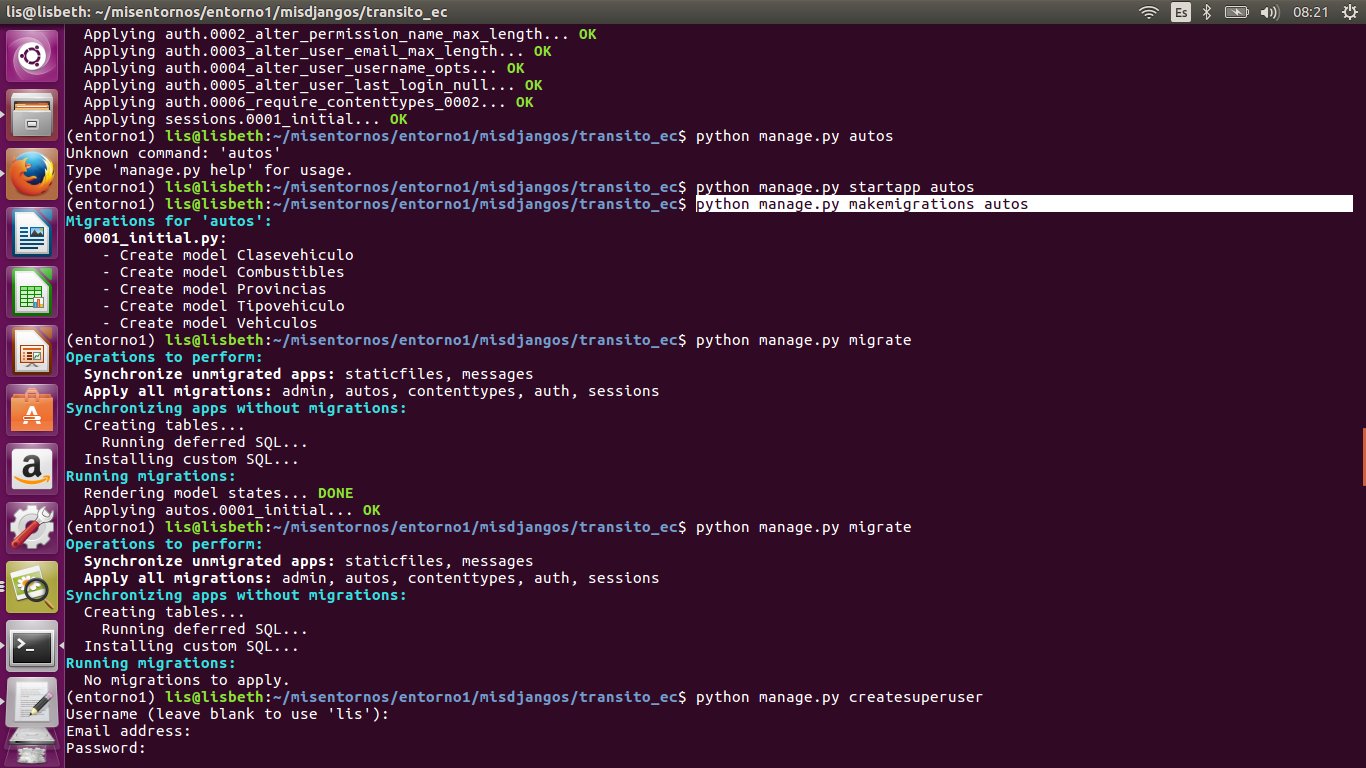 lis@lisbeth: ~/misentornos/entorno1/misdjangos/transito_ec Es 08:21
Applying auth.0002_alter_permission_name_max_length... OK
Applying auth.0003_alter_user_email_max_length... OK
Applying auth.0004_alter_user_username_opts... OK
Applying auth.0005_alter_user_last_login_null... OK
Applying auth.0006_require_contenttypes_0002... OK
Applying sessions.0001_initial... OK
(entorno1) lis@lisbeth:~/misentornos/entorno1/misdjangos/transito_ec$ python manage.py autos
Unknown command: 'autos'
Type 'manage.py help' for usage.
(entorno1) lis@lisbeth:~/misentornos/entorno1/misdjangos/transito_ec$ python manage.py startapp autos
(entorno1) lis@lisbeth:~/misentornos/entorno1/misdjangos/transito_ec$ python manage.py makemigrations autos
Migrations for 'autos':
0001_initial.py:
- Create model Clasevehiculo
- Create model Combustibles
- Create model Provincias
- Create model Tipovehiculo
- Create model Vehiculos
(entorno1) lis@lisbeth:~/misentornos/entorno1/misdjangos/transito_ec$ python manage.py migrate
Operations to perform:
Synchronize unmigrated apps: staticfiles, messages
Apply all migrations: admin, autos, contenttypes, auth, sessions
Synchronizing apps without migrations:
Creating tables...
Running deferred SQL...
Installing custom SQL...
Running migrations:
Rendering model states... DONE
Applying autos.0001_initial... OK
(entorno1) lis@lisbeth:~/misentornos/entorno1/misdjangos/transito_ec$ python manage.py migrate
Operations to perform:
Synchronize unmigrated apps: staticfiles, messages
Apply all migrations: admin, autos, contenttypes, auth, sessions
Synchronizing apps without migrations:
Creating tables...
Running deferred SQL...
Installing custom SQL...
Running migrations:
No migrations to apply.
(entorno1) lis@lisbeth:~/misentornos/entorno1/misdjangos/transito_ec$ python manage.py createsuperuser
Username (leave blank to use 'lis'):
Email address:
Password: